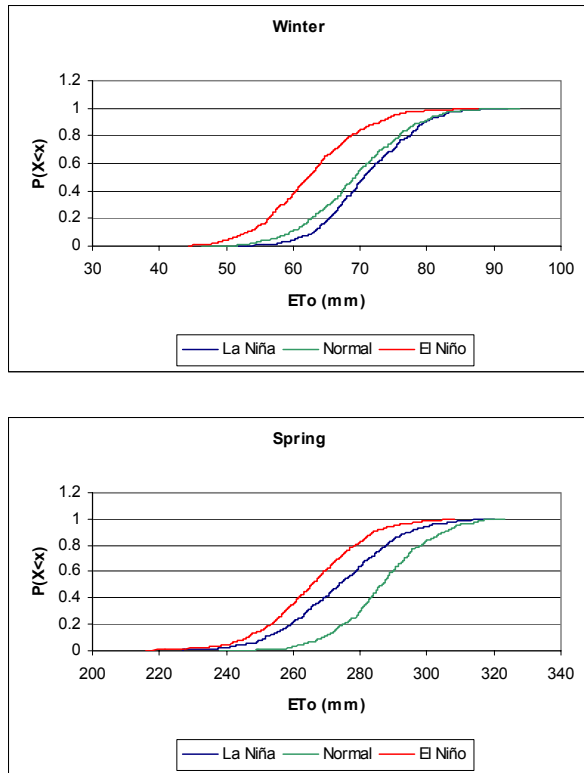 Winter
P(X<x)
1.2
1
0.8
0.6
0.4
0.2
0
30 40 50 60 70 80 90 100
ETo (mm)
La Niña Normal El Niño
Spring
P(X<x)
1.2
1
0.8
0.6
0.4
0.2
0
200 220 240 260 280 300 320 340
ETo (mm)
La Niña Normal El Niño